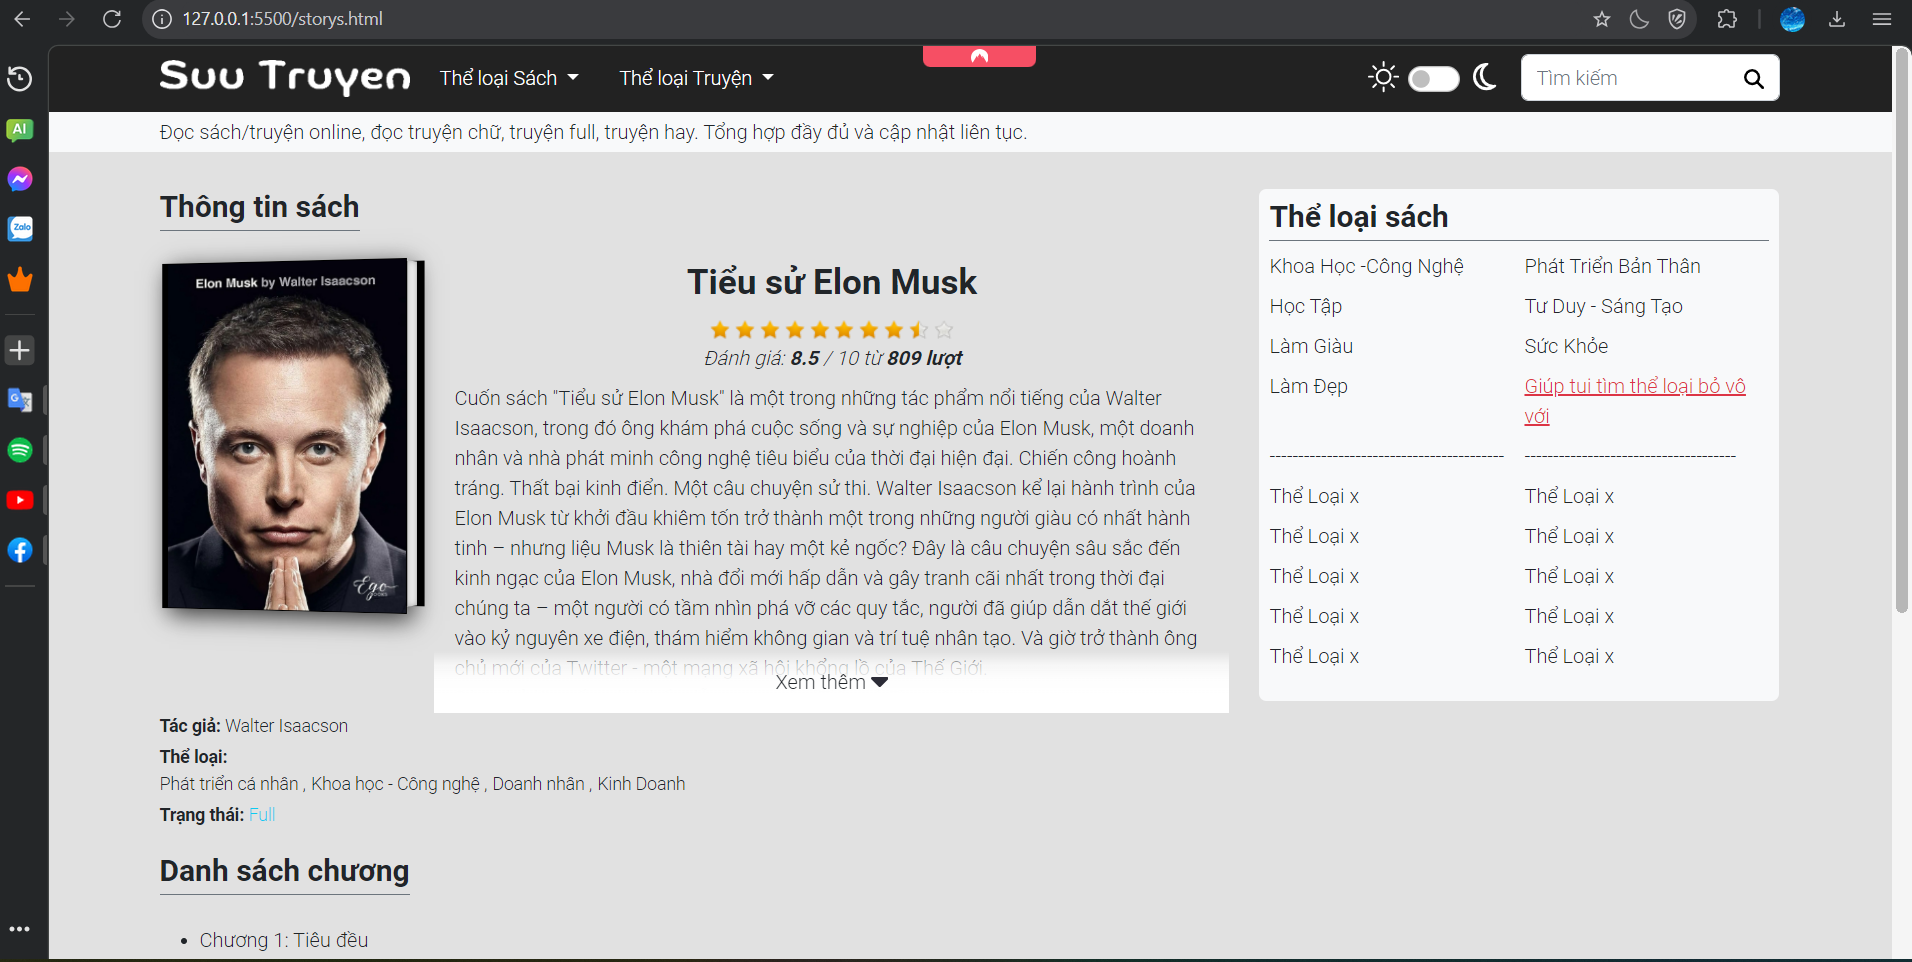 127.0.0.1:5500/storys.html
AI
Zalo
G
Suu Truyen
Thể loại Sách
Thể loại Truyện
Tìm kiếm
Đọc sách/truyện online, đọc truyện chữ, truyện full, truyện hay. Tổng hợp đầy đủ và cập nhật liên tục.
Thông tin sách
Elon Musk by Walter Isaacson
Ego
BOOKS
Tiểu sử Elon Musk
Đánh giá: 8.5 / 10 từ 809 lượt
Cuốn sách "Tiểu sử Elon Musk" là một trong những tác phẩm nổi tiếng của Walter
Isaacson, trong đó ông khám phá cuộc sống và sự nghiệp của Elon Musk, một doanh
nhân và nhà phát minh công nghệ tiêu biểu của thời đại hiện đại. Chiến công hoành
tráng. Thất bại kinh điển. Một câu chuyện sử thi. Walter Isaacson kể lại hành trình của
Elon Musk từ khởi đầu khiêm tốn trở thành một trong những người giàu có nhất hành
tinh – nhưng liệu Musk là thiên tài hay một kẻ ngốc? Đây là câu chuyện sâu sắc đến
kinh ngạc của Elon Musk, nhà đổi mới hấp dẫn và gây tranh cãi nhất trong thời đại
chúng ta – một người có tầm nhìn phá vỡ các quy tắc, người đã giúp dẫn dắt thế giới
vào kỷ nguyên xe điện, thám hiểm không gian và trí tuệ nhân tạo. Và giờ trở thành ông
chủ mới của Twitter - một mạng xã hội khổng lồ của Thế Giới.
Xem thêm
Tác giả: Walter Isaacson
Thể loại:
Phát triển cá nhân , Khoa học - Công nghệ , Doanh nhân , Kinh Doanh
Trạng thái: Full
Danh sách chương
Chương 1: Tiêu đều
Thể loại sách
Khoa Học -Công Nghệ
Phát Triển Bản Thân
Học Tập
Tư Duy - Sáng Tạo
Làm Giàu
Sức Khỏe
Làm Đẹp
Giúp tui tìm thể loại bỏ vô
với
Thể Loại x
Thể Loại x
Thể Loại x
Thể Loại x
Thể Loại x
Thể Loại x
Thể Loại x
Thể Loại x
Thể Loại x
Thể Loại x